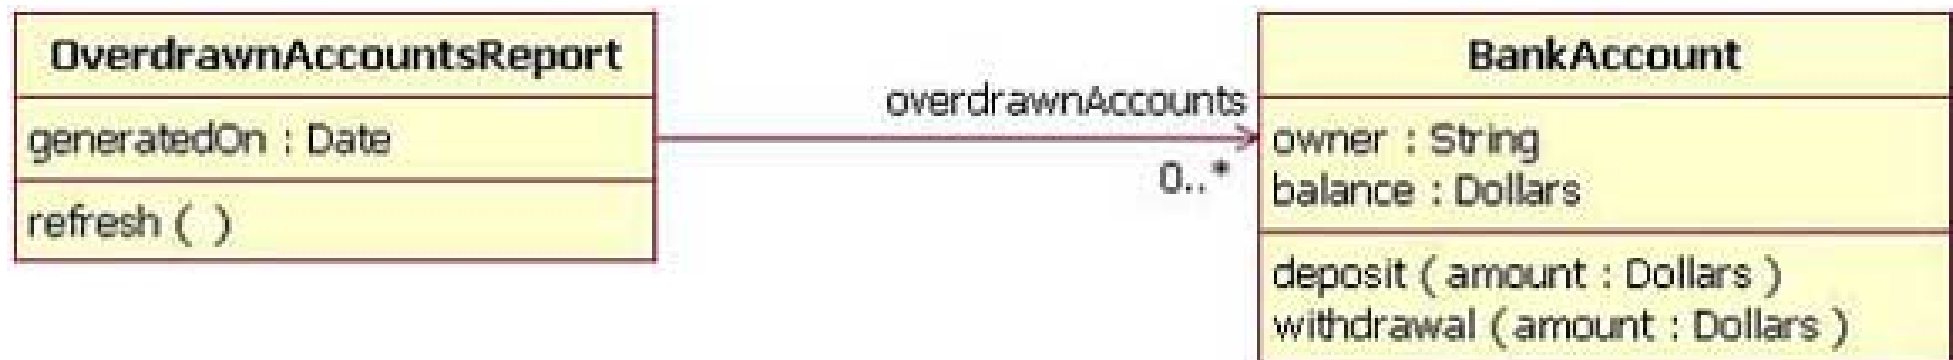 OverdrawnAccountsReport
generatedOn : Date
refresh ( )
overdrawnAccounts
0..*
BankAccount
owner : String
balance : Dollars
deposit ( amount : Dollars )
withdrawal ( amount : Dollars )